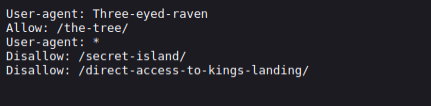 User-agent: Three-eyed-raven
Allow: /the-tree/
User-agent: *
Disallow: /secret-island/
Disallow: /direct-access-to-kings-landing/